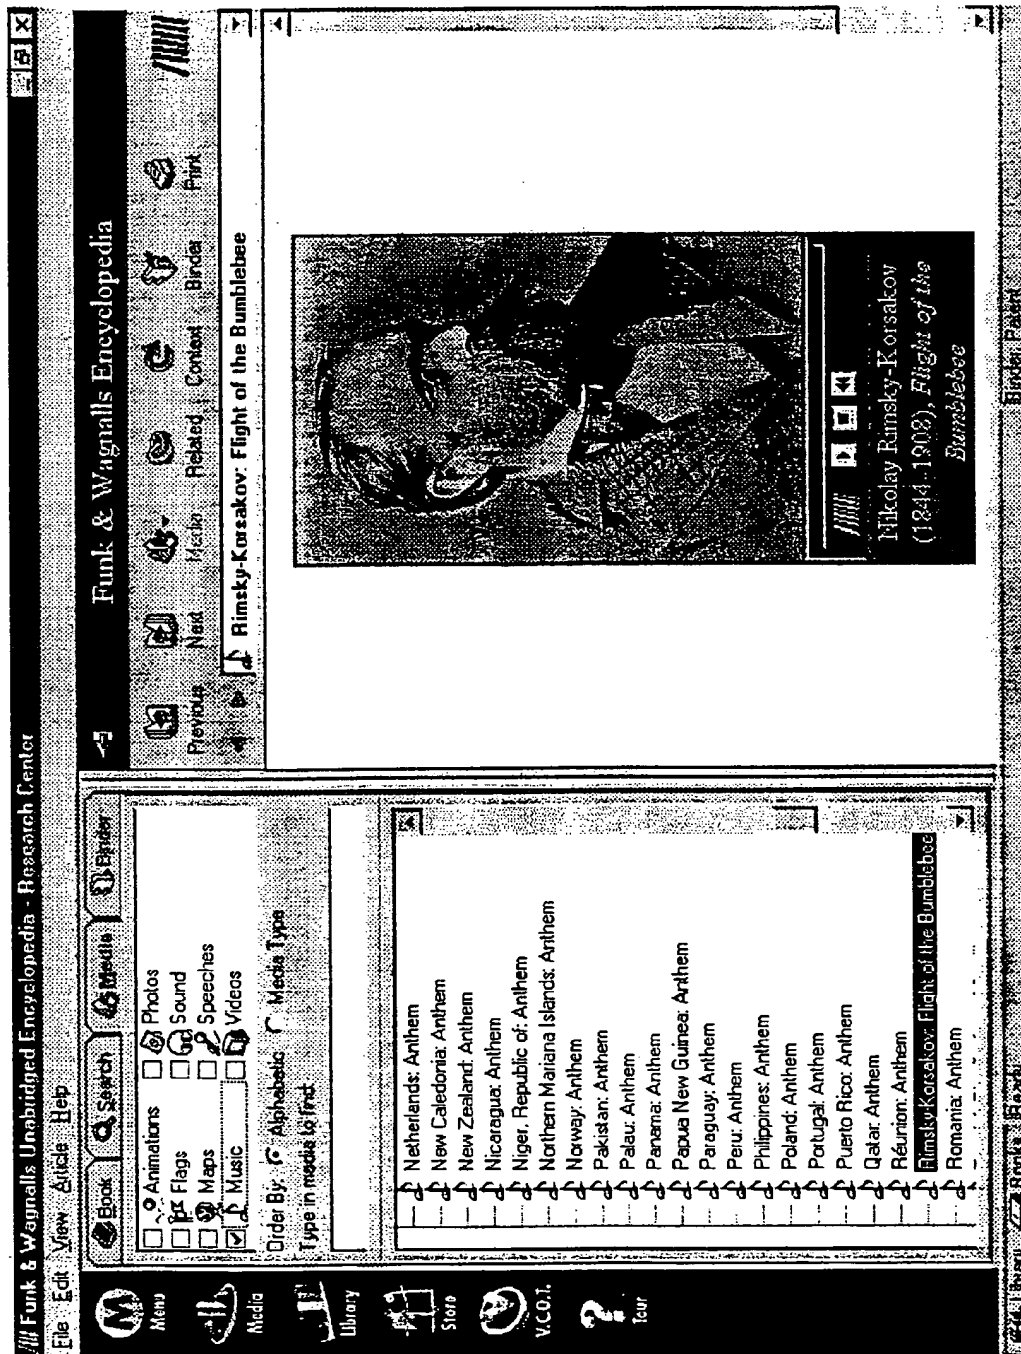 Funk & Wagnalls Unabridged Encyclopedia - Research Center
File Edit View Article Help
Menu
Media
Library
Store
V.C.O.T.
Tour
Book Search Media Binder
Animations Photos
Flags Sound
Maps Speeches
Music Videos
Order By: Alphabetic Media Type
Type in media to find:
Netherlands: Anthem
New Caledonia: Anthem
New Zealand: Anthem
Nicaragua: Anthem
Niger, Republic of: Anthem
Northern Mariana Islands: Anthem
Norway: Anthem
Pakistan: Anthem
Palau: Anthem
Panama: Anthem
Papua New Guinea: Anthem
Paraguay: Anthem
Peru: Anthem
Philippines: Anthem
Poland: Anthem
Portugal: Anthem
Puerto Rico: Anthem
Qatar: Anthem
Réunion: Anthem
Rimsky-Korsakov: Flight of the Bumblebee
Romania: Anthem
Funk & Wagnalls Encyclopedia
Previous Next Media Related Context Binder Print
Rimsky-Korsakov: Flight of the Bumblebee
Nikolay Rimsky-Korsakov
(1844-1908), Flight of the
Bumblebee
Books Ready
Binder: Patent